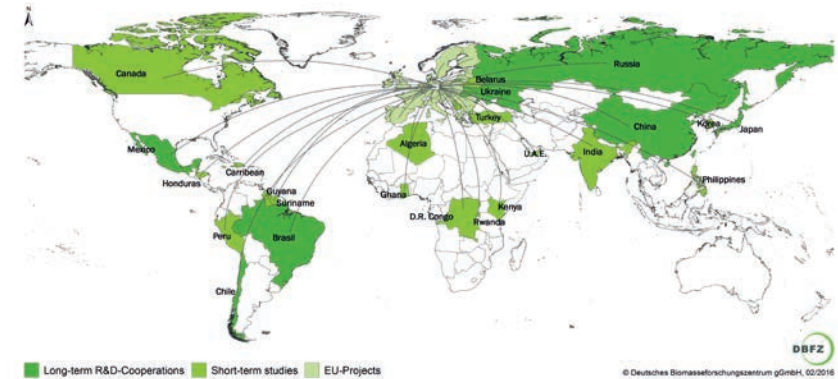 N
Canada
Russia
Belarus
Ukraine
Turkey
China
Korea
Japan
Mexico
Algeria
U.A.E.
India
Honduras
Carribean
Philippines
Guyana
Suriname
Ghana
Kenya
D.R. Congo
Rwanda
Peru
Brasil
Chile
DBFZ
Long-term R&D-Cooperations Short-term studies EU-Projects
© Deutsches Biomasseforschungszentrum gGmbH, 02/2016